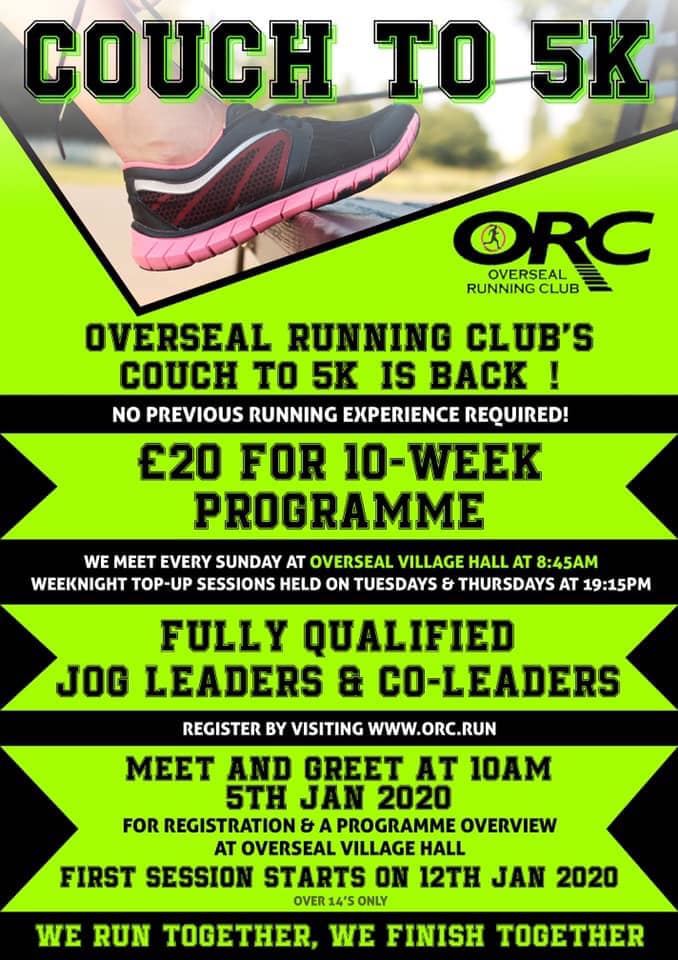 COUCH TO 5K
ORC
OVERSEAL
RUNNING CLUB
OVERSEAL RUNNING CLUB'S
COUCH TO 5K IS BACK !
NO PREVIOUS RUNNING EXPERIENCE REQUIRED!
£20 FOR 10-WEEK
PROGRAMME
WE MEET EVERY SUNDAY AT OVERSEAL VILLAGE HALL AT 8:45AM
WEEKNIGHT TOP-UP SESSIONS HELD ON TUESDAYS & THURSDAYS AT 19:15PM
FULLY QUALIFIED
JOG LEADERS & CO-LEADERS
REGISTER BY VISITING WWW.ORC.RUN
MEET AND GREET AT 10AM
5TH JAN 2020
FOR REGISTRATION & A PROGRAMME OVERVIEW
AT OVERSEAL VILLAGE HALL
FIRST SESSION STARTS ON 12TH JAN 2020
OVER 14'S ONLY
WE RUN TOGETHER, WE FINISH TOGETHER